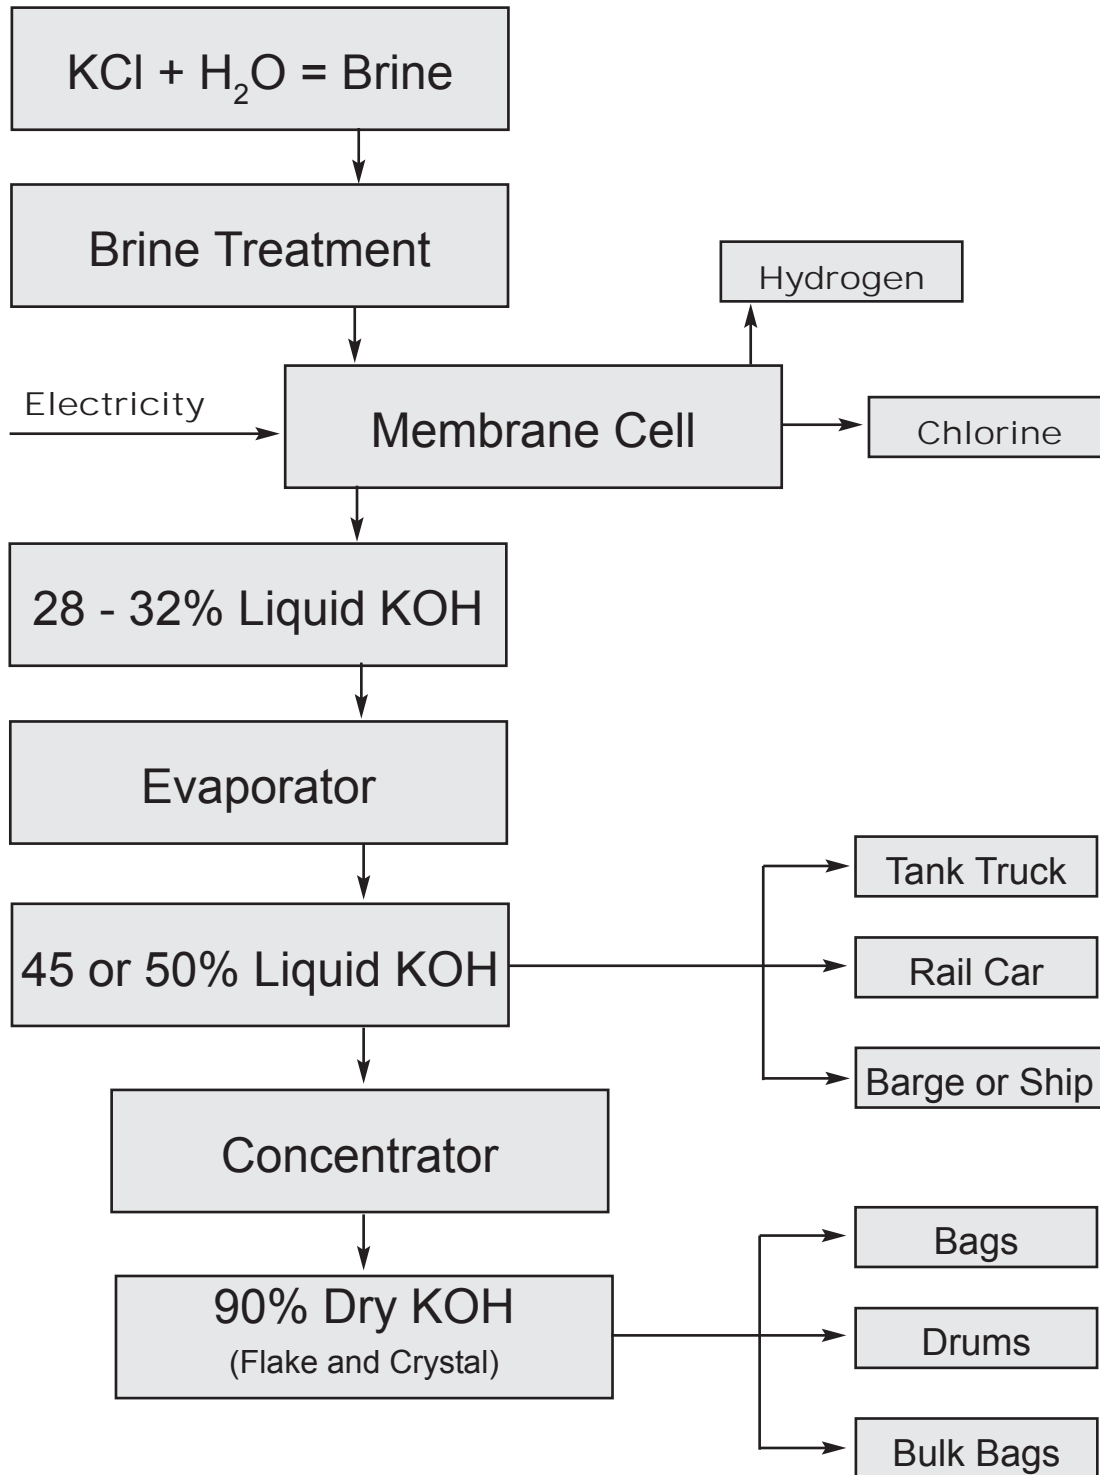 KCl + H₂O = Brine
Brine Treatment
Hydrogen
Electricity
Membrane Cell
Chlorine
28 - 32% Liquid KOH
Evaporator
Tank Truck
45 or 50% Liquid KOH
Rail Car
Barge or Ship
Concentrator
Bags
90% Dry KOH
(Flake and Crystal)
Drums
Bulk Bags